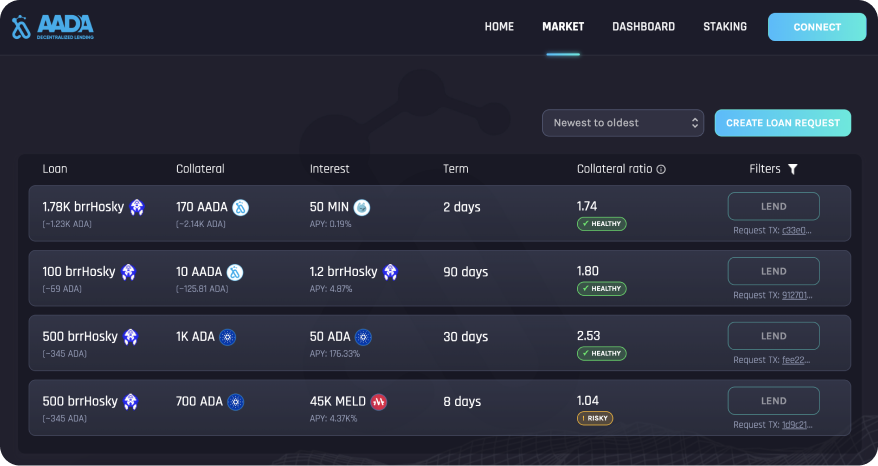 AADA
DECENTRALIZED LENDING
HOME MARKET DASHBOARD STAKING CONNECT
Newest to oldest CREATE LOAN REQUEST
Loan Collateral Interest Term Collateral ratio Filters
1.78K brrHosky 170 AADA 50 MIN 2 days 1.74 LEND
(~1.23K ADA) (~2.14K ADA) APY: 0.19% ✓ HEALTHY Request TX: c33e0...
100 brrHosky 10 AADA 1.2 brrHosky 90 days 1.80 LEND
(~69 ADA) (~125.81 ADA) APY: 4.87% ✓ HEALTHY Request TX: 912701...
500 brrHosky 1K ADA 50 ADA 30 days 2.53 LEND
(~345 ADA) APY: 176.33% ✓ HEALTHY Request TX: fee22...
500 brrHosky 700 ADA 45K MELD 8 days 1.04 LEND
(~345 ADA) APY: 4.37K% ! RISKY Request TX: 1d9c21...